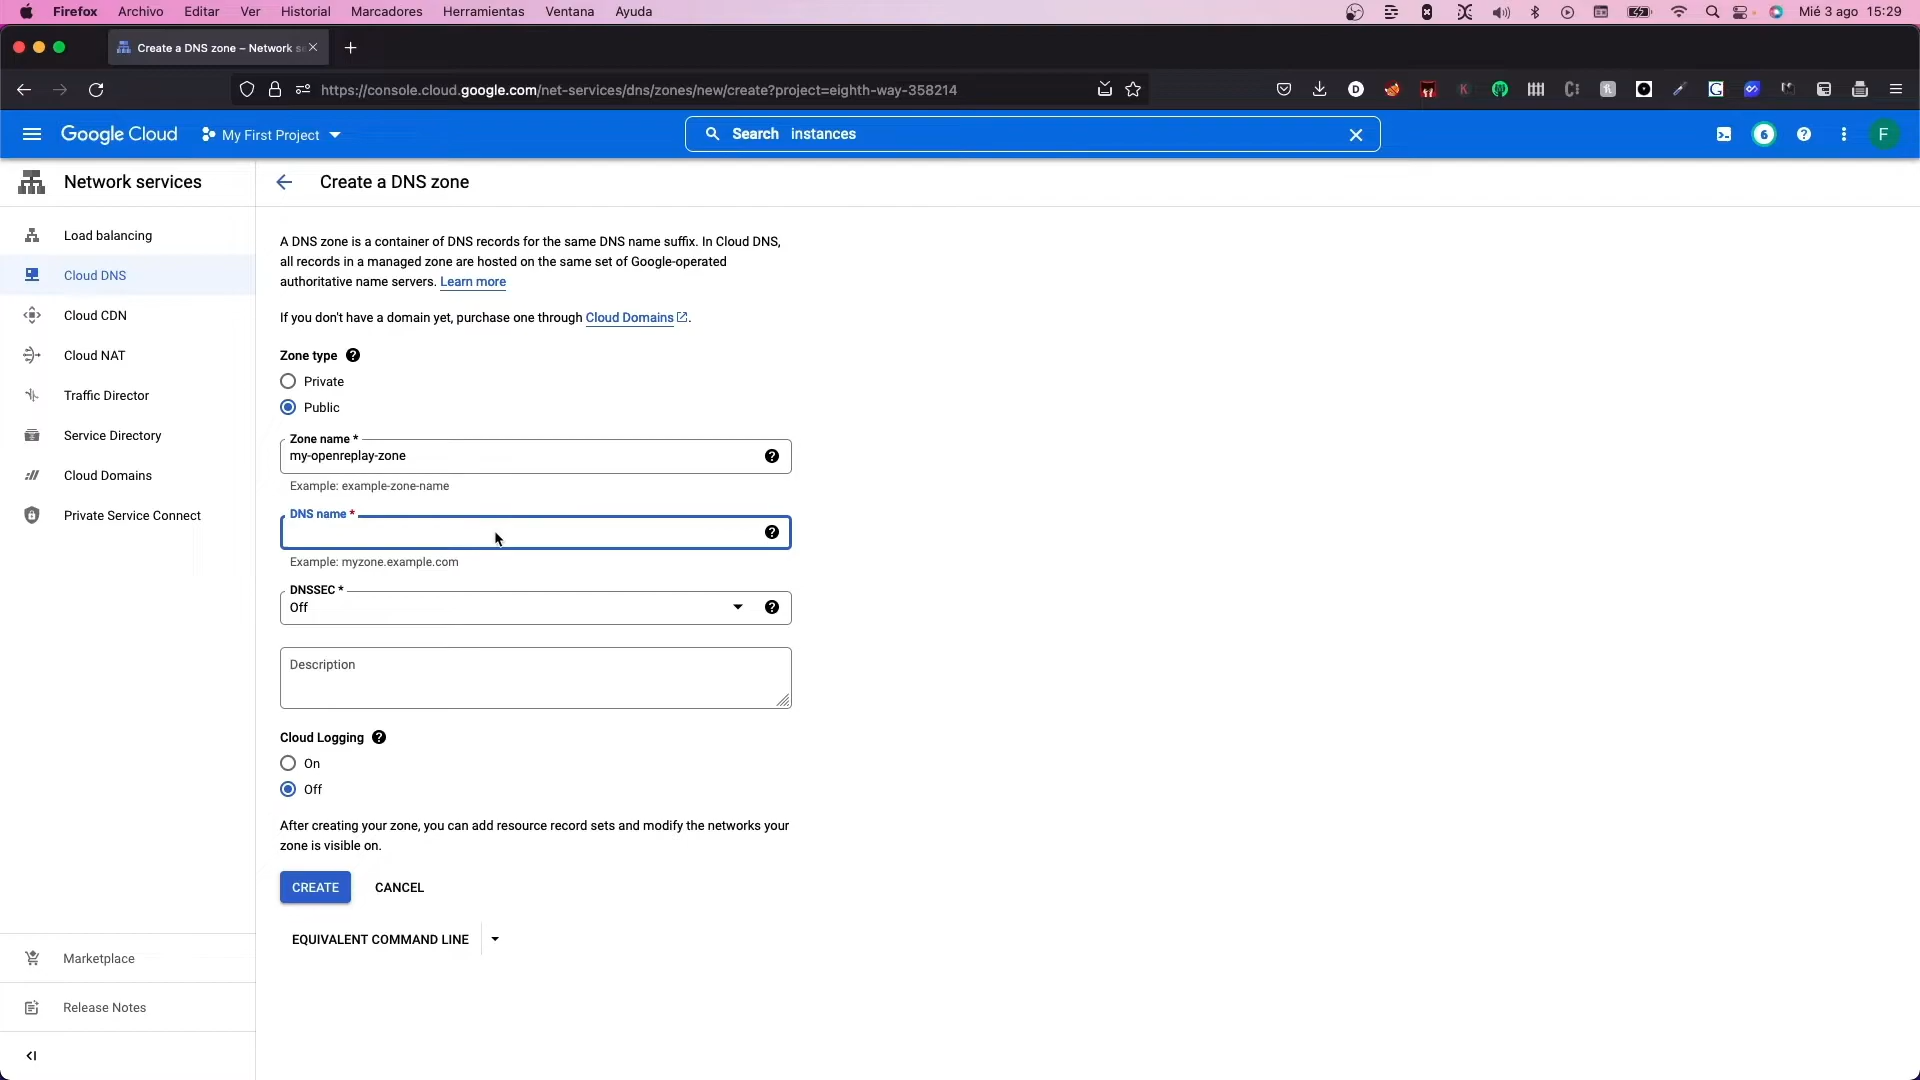 Firefox Archivo Editar Ver Historial Marcadores Herramientas Ventana Ayuda Mié 3 ago 15:29
Create a DNS zone – Network se
https://console.cloud.google.com/net-services/dns/zones/new/create?project=eighth-way-358214
Google Cloud My First Project Search instances 6 F
Network services
Create a DNS zone
Load balancing
Cloud DNS
Cloud CDN
Cloud NAT
Traffic Director
Service Directory
Cloud Domains
Private Service Connect
A DNS zone is a container of DNS records for the same DNS name suffix. In Cloud DNS,
all records in a managed zone are hosted on the same set of Google-operated
authoritative name servers. Learn more
If you don't have a domain yet, purchase one through Cloud Domains.
Zone type
Private
Public
Zone name *
my-openreplay-zone
Example: example-zone-name
DNS name *
Example: myzone.example.com
DNSSEC *
Off
Description
Cloud Logging
On
Off
After creating your zone, you can add resource record sets and modify the networks your
zone is visible on.
CREATE CANCEL
EQUIVALENT COMMAND LINE
Marketplace
Release Notes